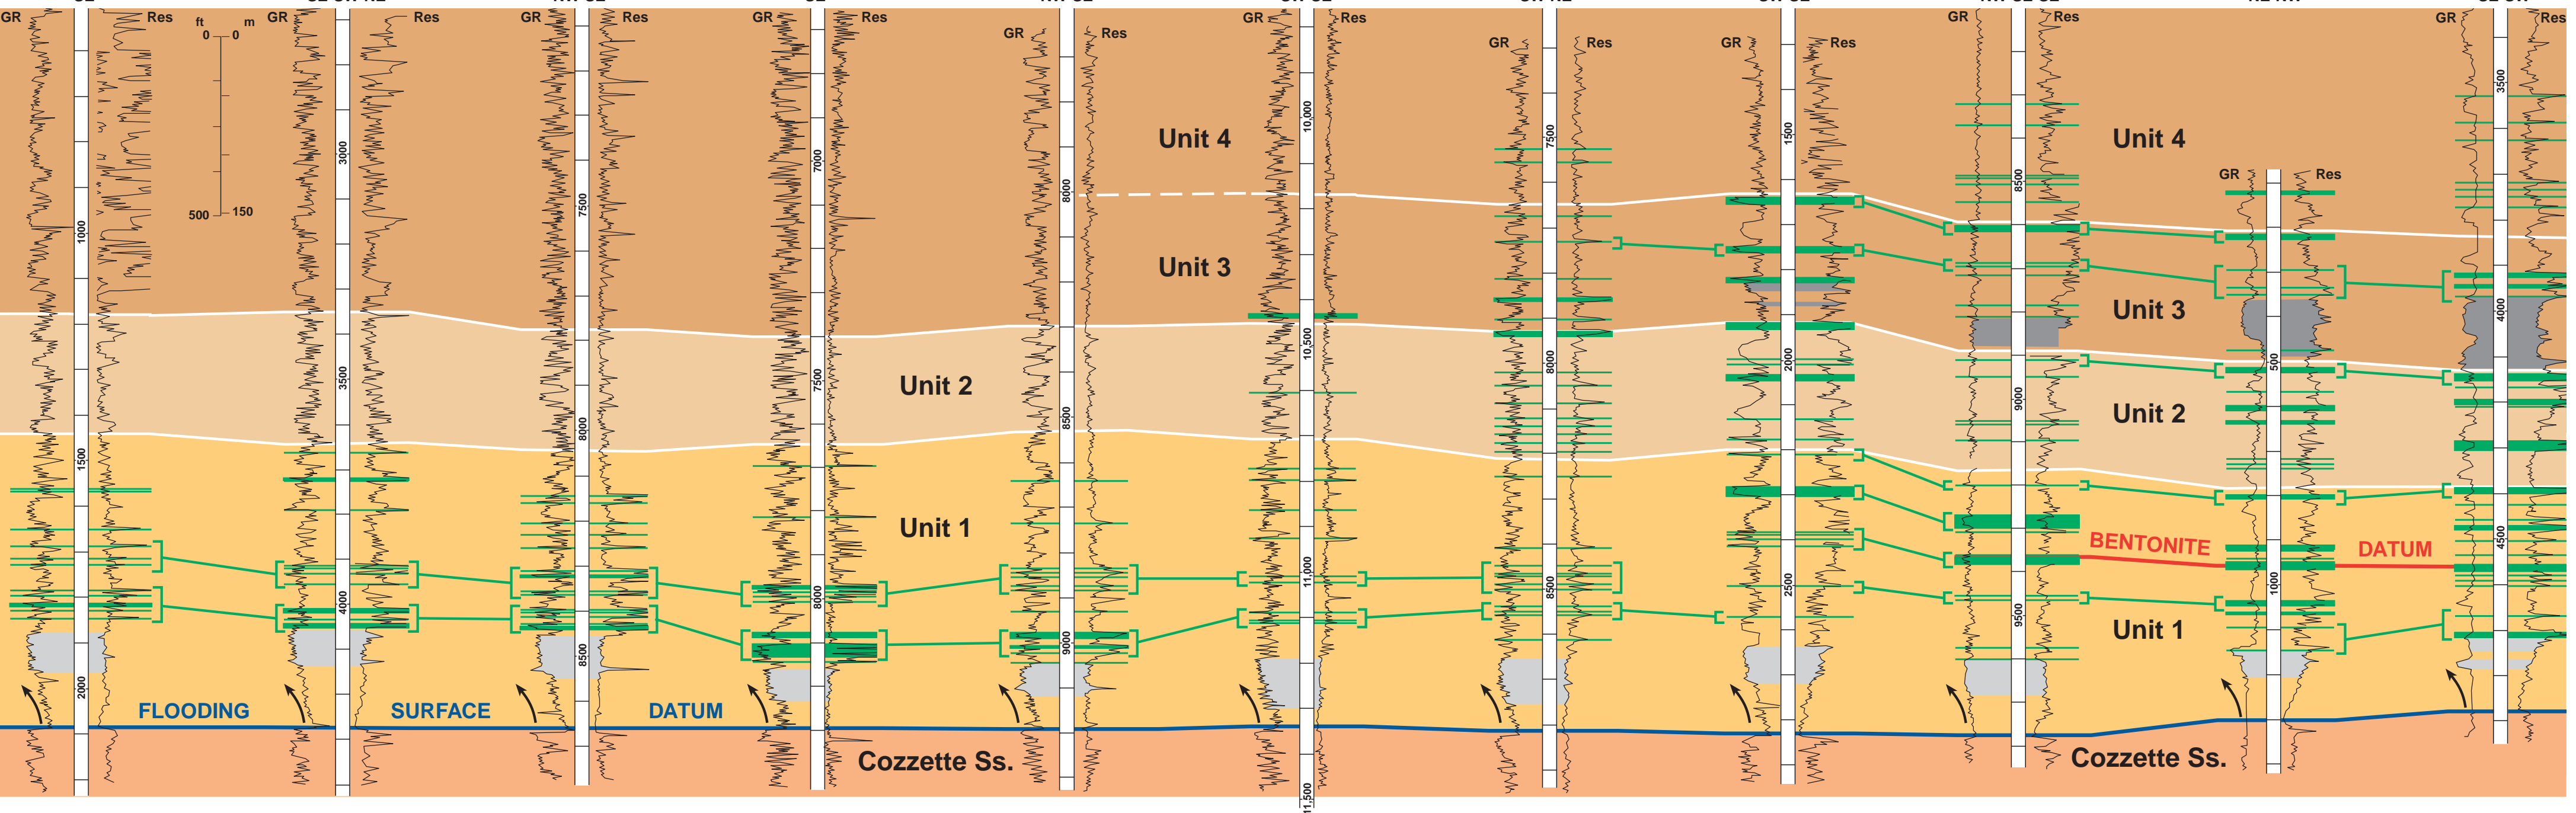 GR Res GR GR Res GR Res GR Res GR Res GR Res GR Res
ft m
0 0
500 150
GR Res GR Res GR Res
GR Res
1000
1500
2000
3000
3500
4000
7500
8000
8500
7000
7500
8000
8000
8500
9000
10,000
10,500
11,000
11,500
7500
8000
8500
1500
2000
2500
8500
9000
9500
500
1000
3500
4000
4500
Unit 4
Unit 4
Unit 3
Unit 3
Unit 2
Unit 2
Unit 1
BENTONITE DATUM
Unit 1
FLOODING SURFACE DATUM
Cozzette Ss.
Cozzette Ss.